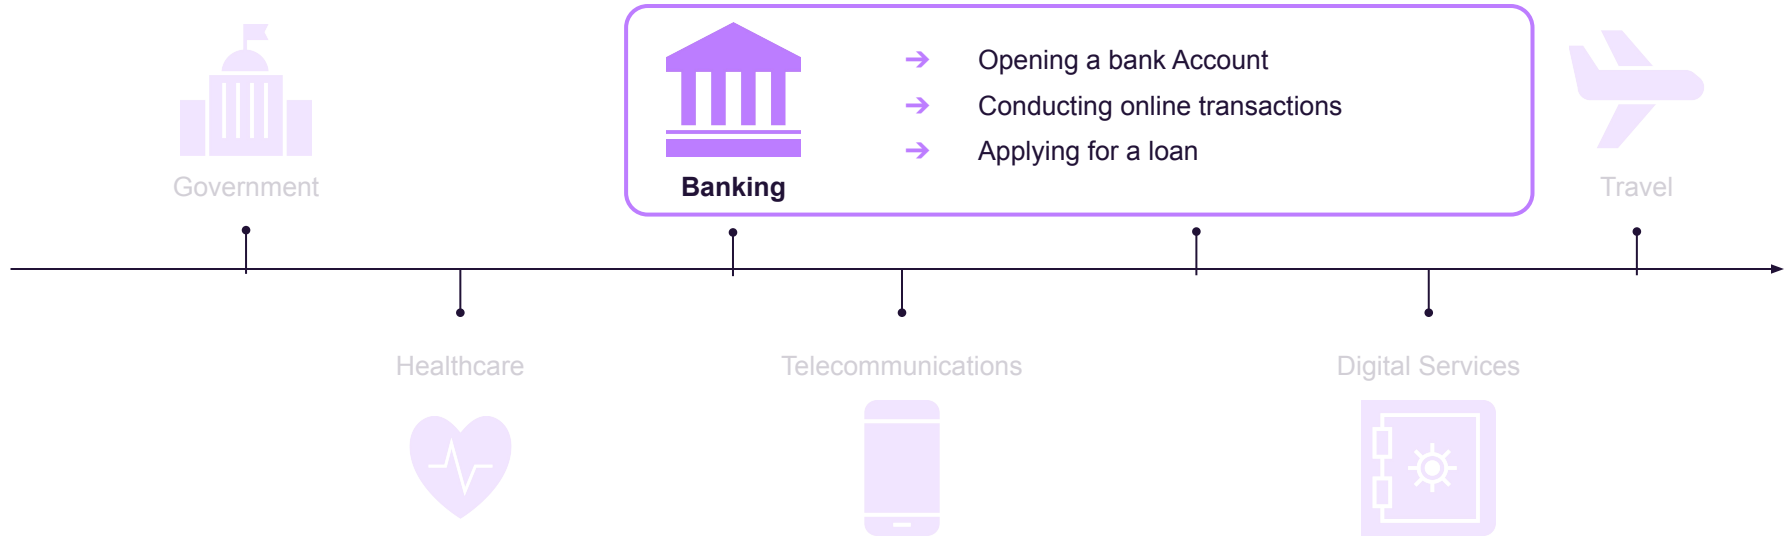 Government
Banking
➔ Opening a bank Account
➔ Conducting online transactions
➔ Applying for a loan
Travel
Healthcare
Telecommunications
Digital Services